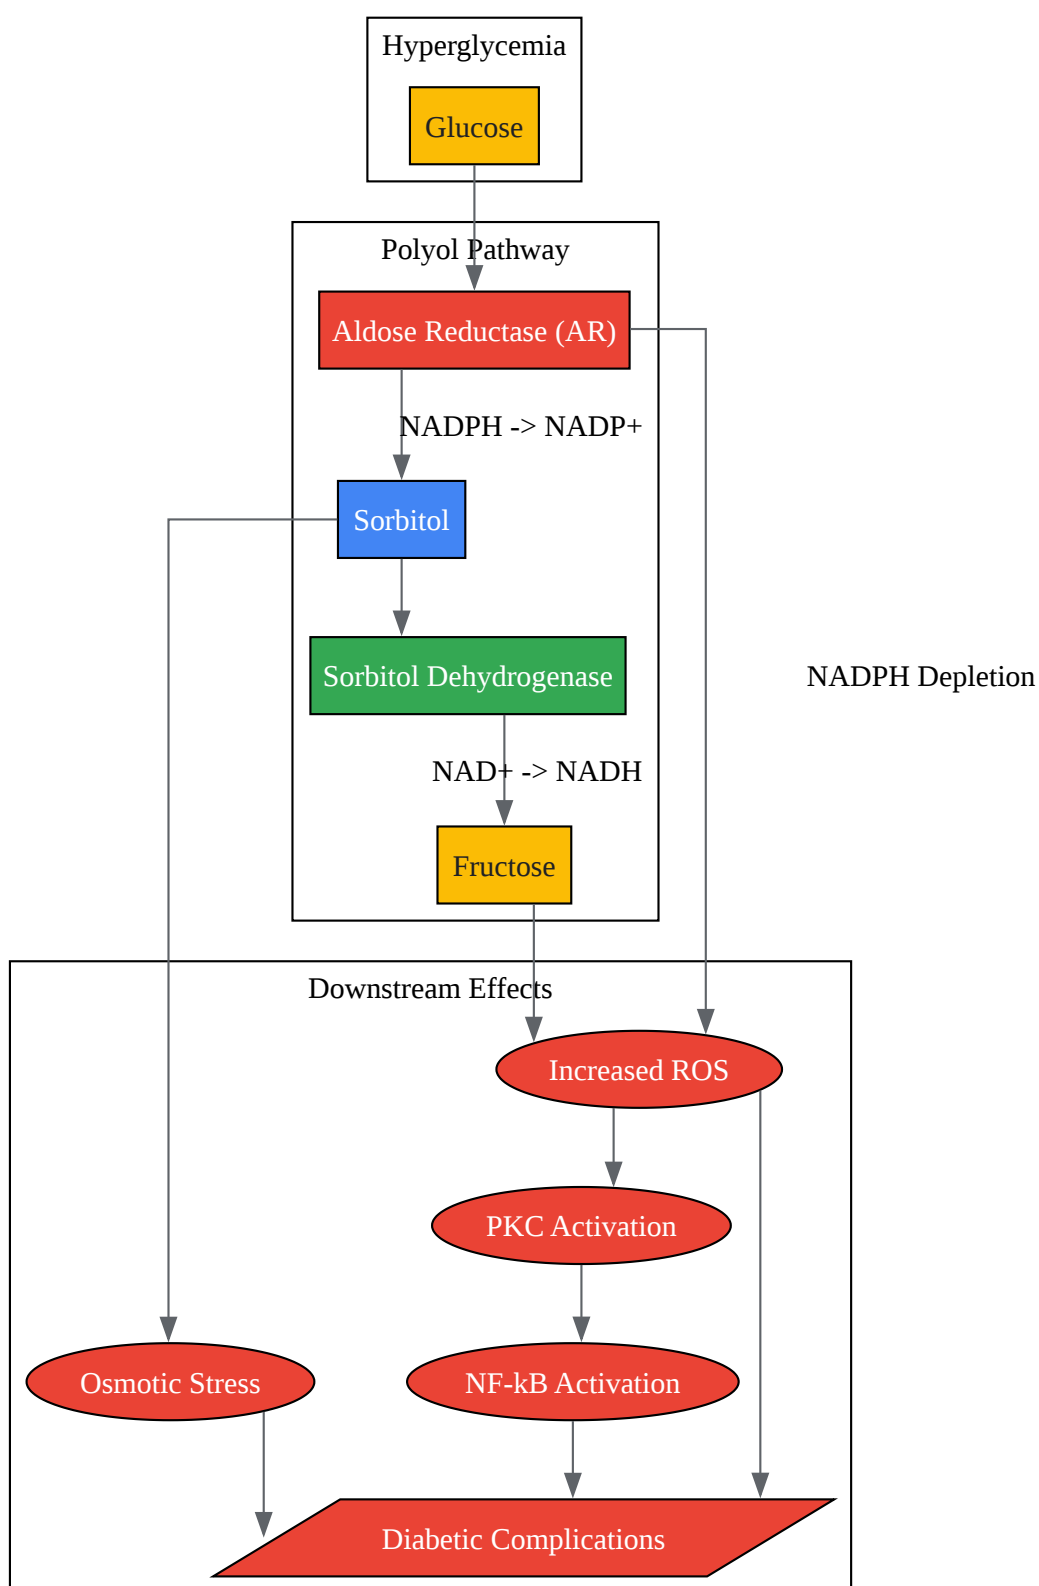 Hyperglycemia
Glucose
Polyol Pathway
Aldose Reductase (AR)
NADPH -> NADP+
Sorbitol
Sorbitol Dehydrogenase
NADPH Depletion
NAD+ -> NADH
Fructose
Downstream Effects
Increased ROS
PKC Activation
Osmotic Stress
NF-kB Activation
Diabetic Complications